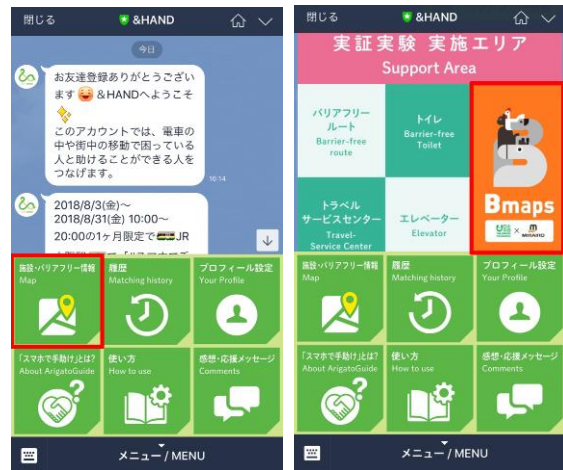 閉じる
&HAND
今日
お友達登録ありがとうござい
ます &HANDへようこそ
このアカウントでは、電車の
中や街中の移動で困っている
人と助けることができる人を
つなげます。
16:14
2018/8/3(金)〜
2018/8/31(金) 10:00〜
20:00の1ヶ月限定で JR
施設・バリアフリー情報
Map
履歴
Matching history
プロフィール設定
Your Profile
「スマホで手助け」とは?
About ArigatoGuide
使い方
How to use
感想・応援メッセージ
Comments
メニュー / MENU
閉じる
&HAND
実証実験 実施エリア
Support Area
バリアフリー
ルート
Barrier-free
route
トイレ
Barrier-free
Toilet
トラベル
サービスセンター
Travel-
Service Center
エレベーター
Elevator
Bmaps
×
MIRAIRO
施設・バリアフリー情報
Map
履歴
Matching history
プロフィール設定
Your Profile
「スマホで手助け」とは?
About ArigatoGuide
使い方
How to use
感想・応援メッセージ
Comments
メニュー / MENU